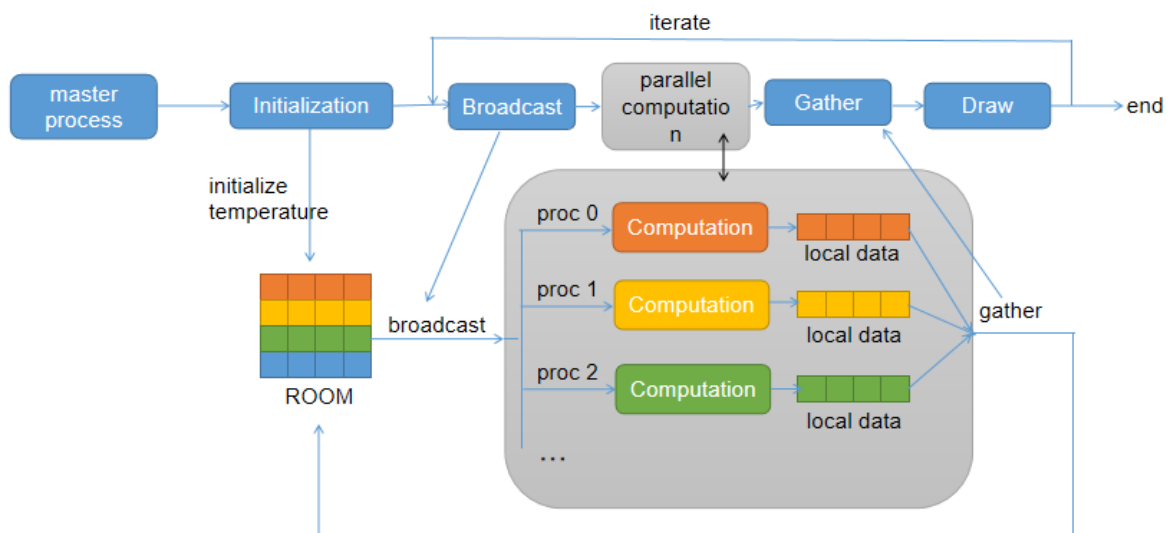 iterate
master
process
Initialization
Broadcast
parallel
computatio
n
Gather
Draw
end
initialize
temperature
proc 0
Computation
local data
proc 1
Computation
local data
gather
broadcast
proc 2
Computation
local data
ROOM
...